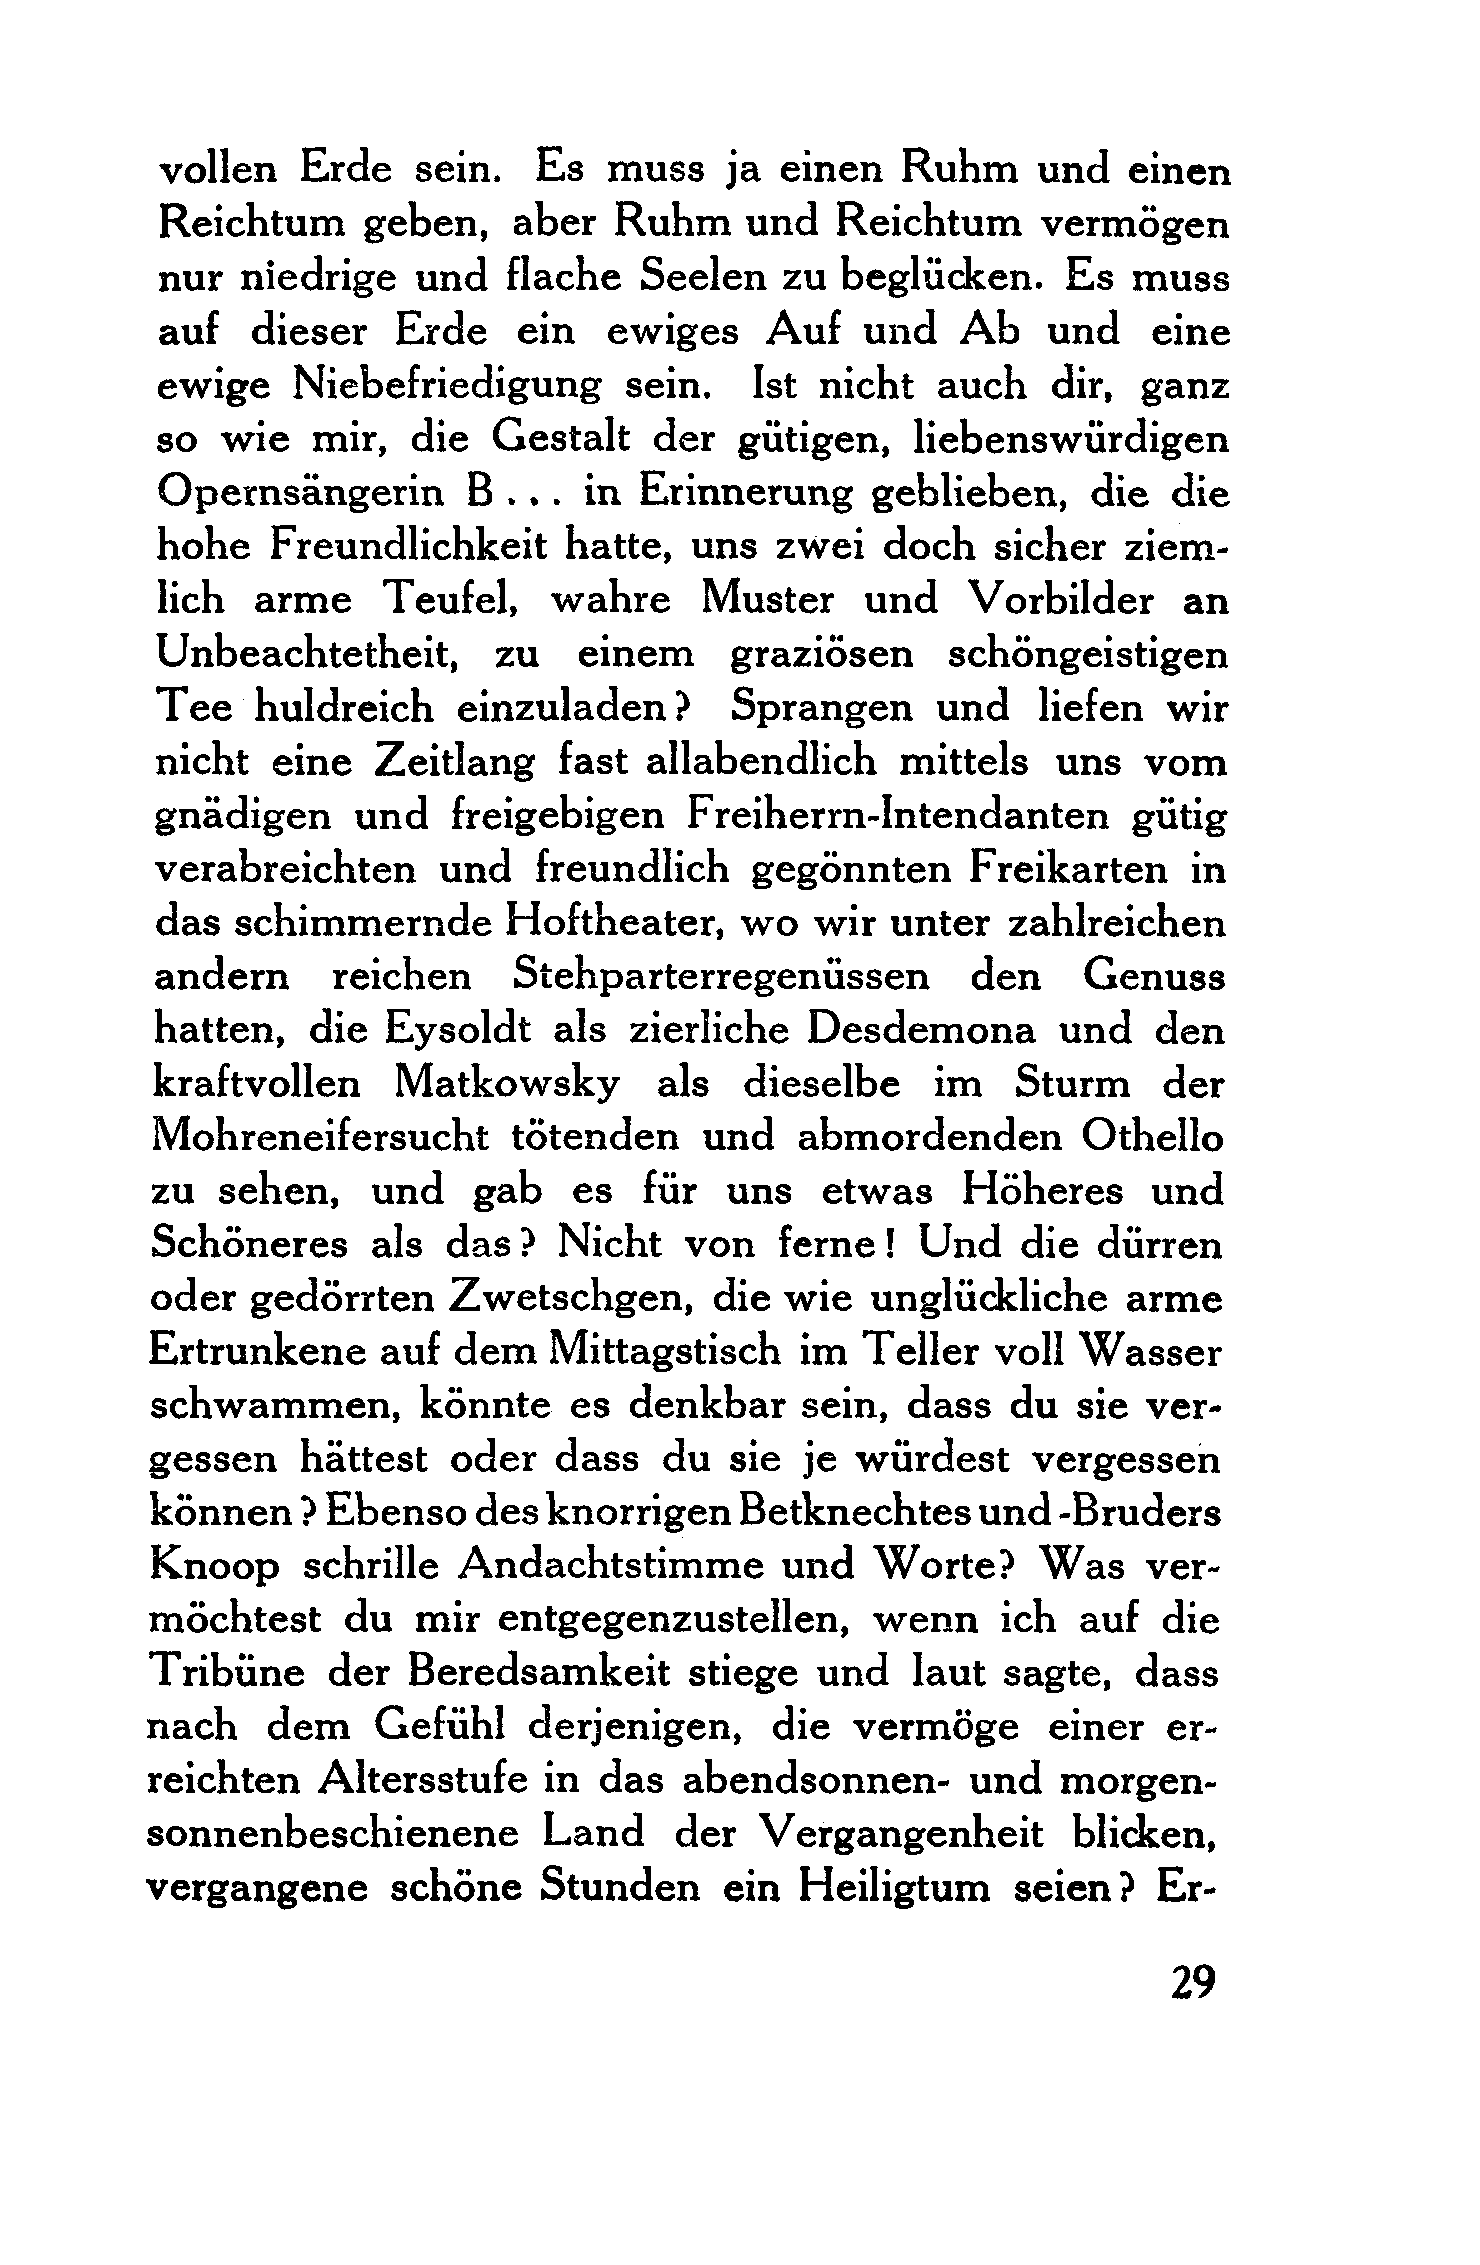 vollen Erde sein. Es muss ja einen Ruhm und einen
Reichtum geben, aber Ruhm und Reichtum vermögen
nur niedrige und flache Seelen zu beglücken. Es muss
auf dieser Erde ein ewiges Auf und Ab und eine
ewige Niebefriedigung sein. Ist nicht auch dir, ganz
so wie mir, die Gestalt der gütigen, liebenswürdigen
Opernsängerin B . . . in Erinnerung geblieben, die die
hohe Freundlichkeit hatte, uns zwei doch sicher ziem-
lich arme Teufel, wahre Muster und Vorbilder an
Unbeachtetheit, zu einem graziösen schöngeistigen
Tee huldreich einzuladen? Sprangen und liefen wir
nicht eine Zeitlang fast allabendlich mittels uns vom
gnädigen und freigebigen Freiherrn-Intendanten gütig
verabreichten und freundlich gegönnten Freikarten in
das schimmernde Hoftheater, wo wir unter zahlreichen
andern reichen Stehparterregenüssen den Genuss
hatten, die Eysoldt als zierliche Desdemona und den
kraftvollen Matkowsky als dieselbe im Sturm der
Mohreneifersucht tötenden und abmordenden Othello
zu sehen, und gab es für uns etwas Höheres und
Schöneres als das? Nicht von ferne! Und die dürren
oder gedörrten Zwetschgen, die wie unglückliche arme
Ertrunkene auf dem Mittagstisch im Teller voll Wasser
schwammen, könnte es denkbar sein, dass du sie ver-
gessen hättest oder dass du sie je würdest vergessen
können? Ebenso des knorrigen Betknechtes und -Bruders
Knoop schrille Andachtstimme und Worte? Was ver-
möchtest du mir entgegenzustellen, wenn ich auf die
Tribüne der Beredsamkeit stiege und laut sagte, dass
nach dem Gefühl derjenigen, die vermöge einer er-
reichten Altersstufe in das abendsonnen- und morgen-
sonnenbeschienene Land der Vergangenheit blicken,
vergangene schöne Stunden ein Heiligtum seien? Er-
29